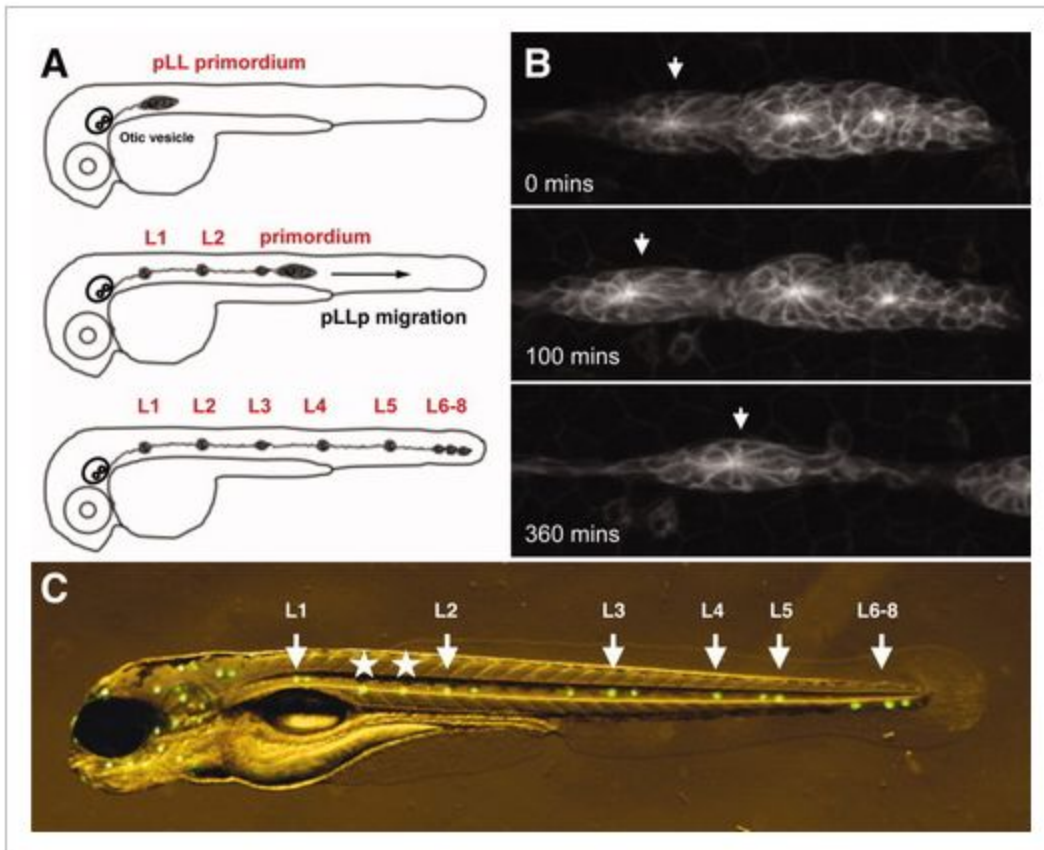 A
pLL primordium
Otic vesicle
L1 L2 primordium
pLLp migration
L1 L2 L3 L4 L5 L6-8
B
0 mins
100 mins
360 mins
C
L1 L2 L3 L4 L5 L6-8